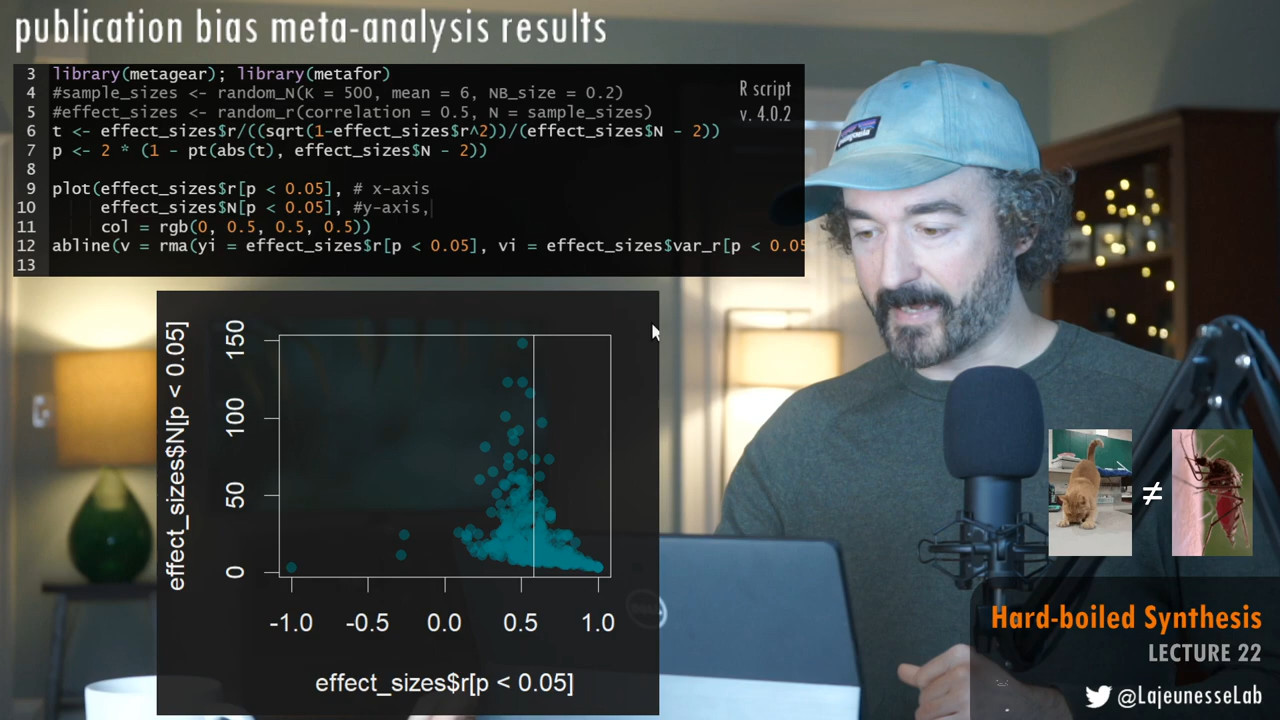 publication bias meta-analysis results
3 library(metagear); library(metafor)
4 #sample_sizes <- random_N(K = 500, mean = 6, NB_size = 0.2)
5 #effect_sizes <- random_r(correlation = 0.5, N = sample_sizes)
6 t <- effect_sizes$r/((sqrt(1-effect_sizes$r^2))/(effect_sizes$N - 2))
7 p <- 2 * (1 - pt(abs(t), effect_sizes$N - 2))
8
9 plot(effect_sizes$r[p < 0.05], # x-axis
10 effect_sizes$N[p < 0.05], #y-axis,
11 col = rgb(0, 0.5, 0.5, 0.5))
12 abline(v = rma(yi = effect_sizes$r[p < 0.05], vi = effect_sizes$var_r[p < 0.05
13
R script
v. 4.0.2
patagonia
effect_sizes$N[p < 0.05]
150
100
50
0
-1.0 -0.5 0.0 0.5 1.0
effect_sizes$r[p < 0.05]
DELL
≠
Hard-boiled Synthesis
LECTURE 22
@LajeunesseLab